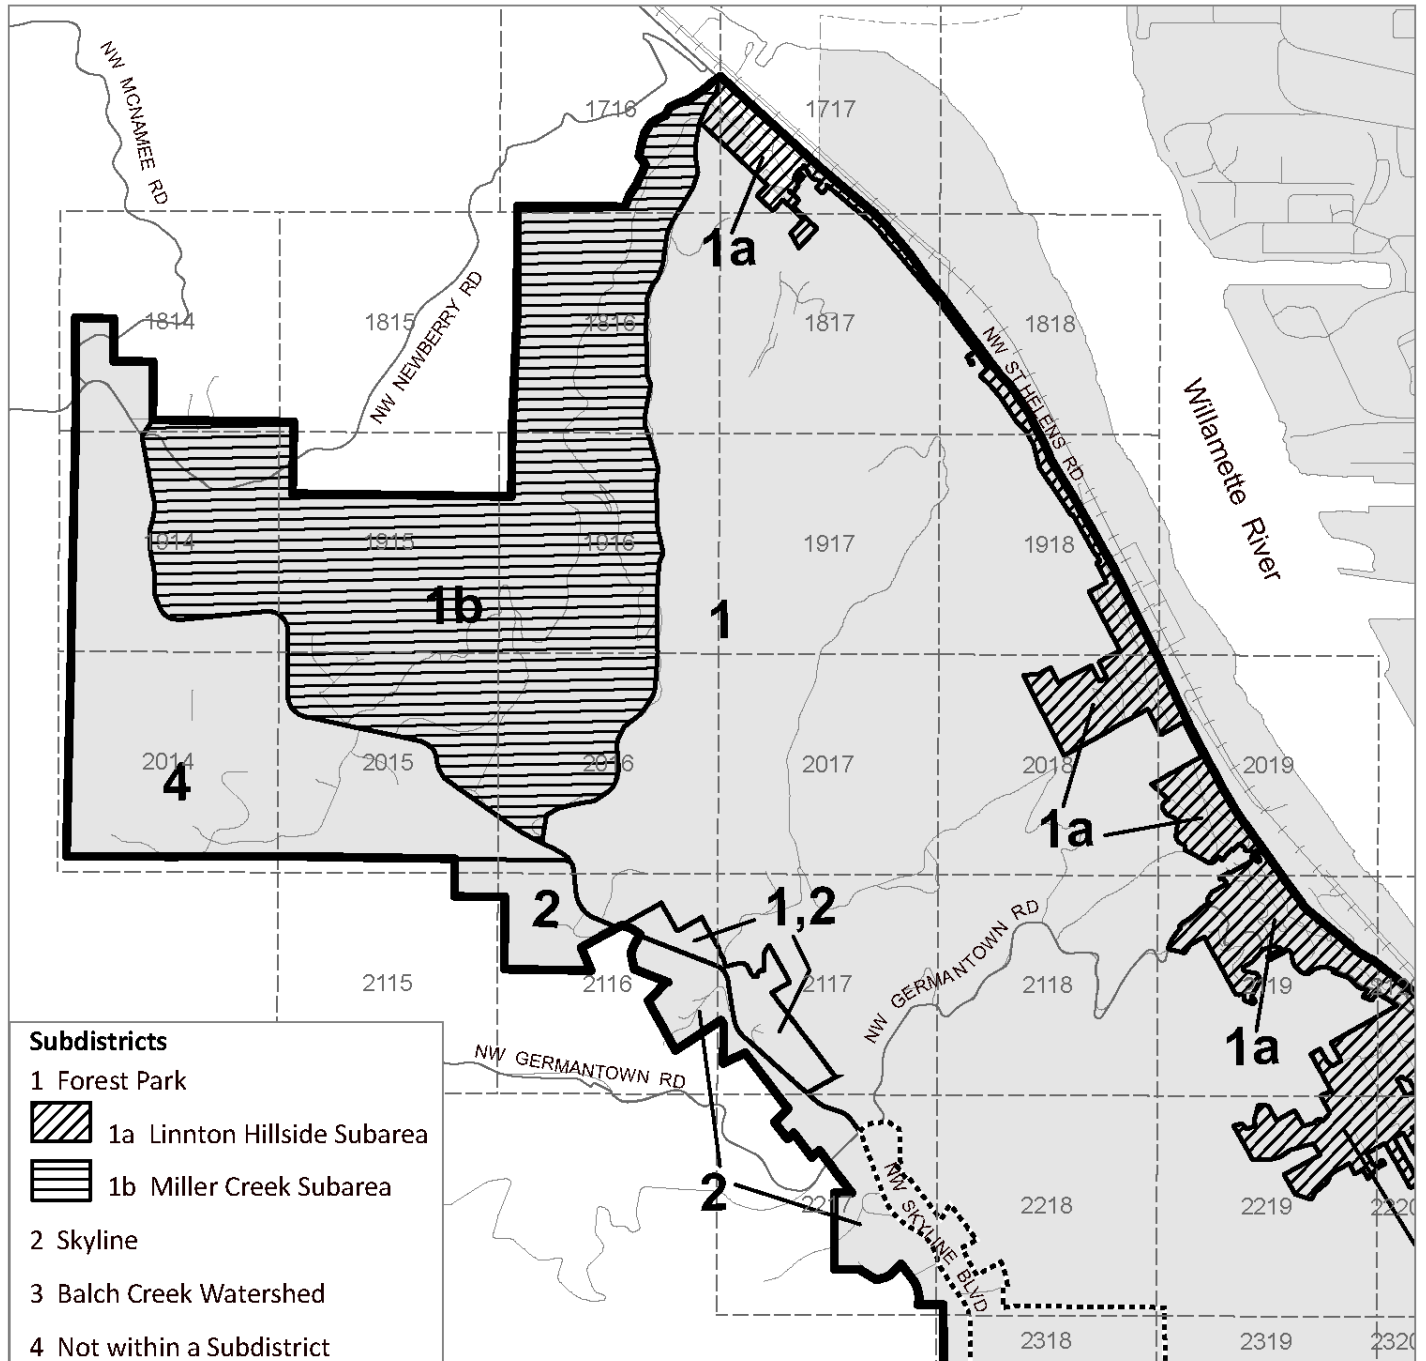 NW MCNAMEE RD
1716
1717
1a
1814
1815
NW NEWBERRY RD
1816
1817
1818
NW ST HELENS RD
Willamette River
1914
1915
1916
1917
1918
1b
1
2014
4
2015
2016
2017
2018
2019
1a
2
1,2
NW GERMANTOWN RD
2115
2116
2117
2118
2119
2120
1a
NW GERMANTOWN RD
2
2217
NW SKYLINE BLVD
2218
2219
2220
2318
2319
2320
Subdistricts
1 Forest Park
1a Linnton Hillside Subarea
1b Miller Creek Subarea
2 Skyline
3 Balch Creek Watershed
4 Not within a Subdistrict